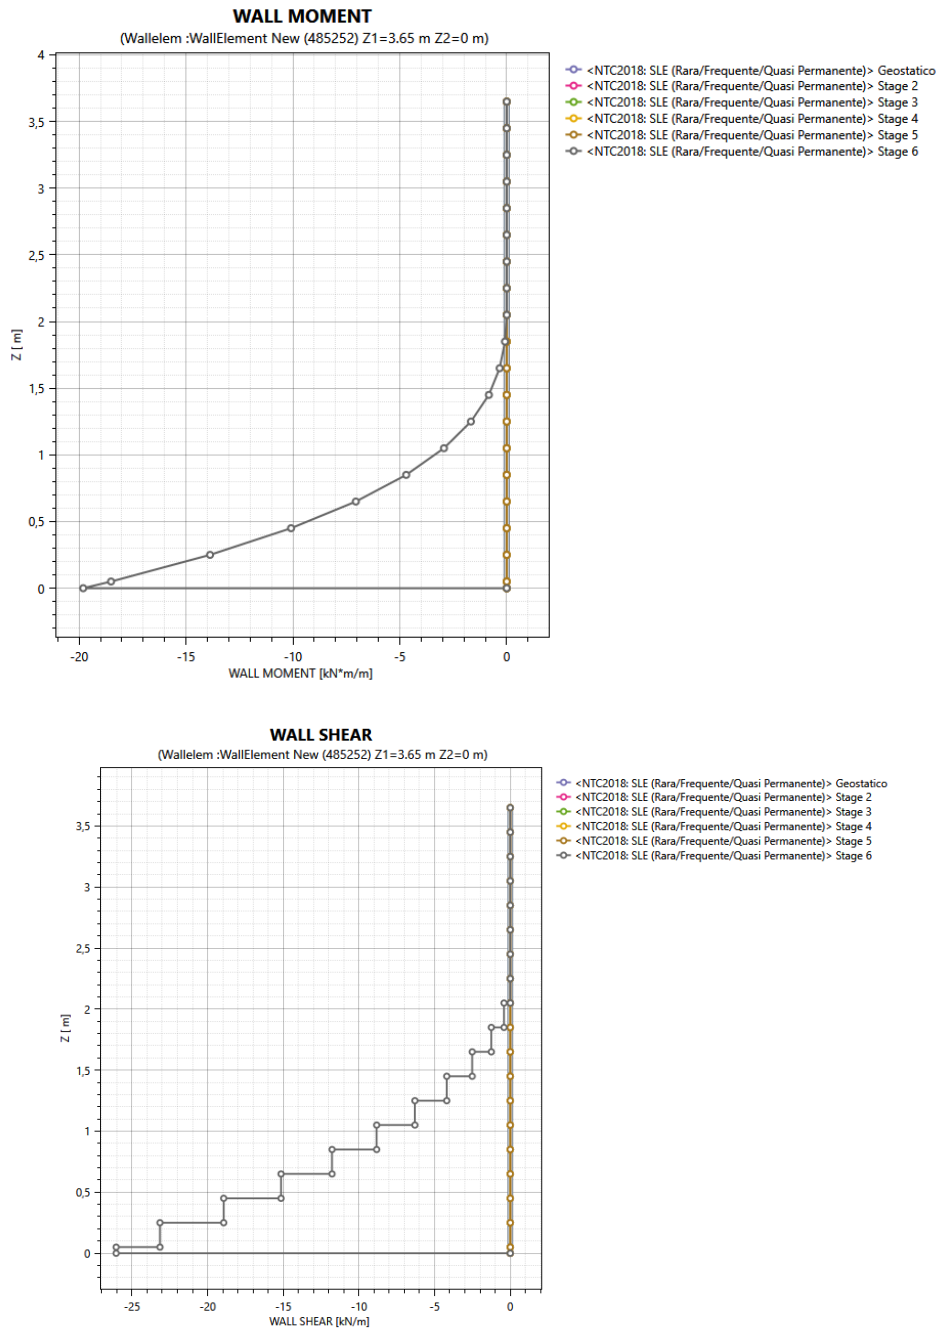 WALL MOMENT
(Wallelem :WallElement New (485252) Z1=3.65 m Z2=0 m)
4
3,5
3
2,5
2
1,5
1
0,5
0
Z [ m]
-20 -15 -10 -5 0
WALL MOMENT [kN*m/m]
<NTC2018: SLE (Rara/Frequente/Quasi Permanente)> Geostatico
<NTC2018: SLE (Rara/Frequente/Quasi Permanente)> Stage 2
<NTC2018: SLE (Rara/Frequente/Quasi Permanente)> Stage 3
<NTC2018: SLE (Rara/Frequente/Quasi Permanente)> Stage 4
<NTC2018: SLE (Rara/Frequente/Quasi Permanente)> Stage 5
<NTC2018: SLE (Rara/Frequente/Quasi Permanente)> Stage 6
WALL SHEAR
(Wallelem :WallElement New (485252) Z1=3.65 m Z2=0 m)
3,5
3
2,5
2
1,5
1
0,5
0
Z [ m]
-25 -20 -15 -10 -5 0
WALL SHEAR [kN/m]
<NTC2018: SLE (Rara/Frequente/Quasi Permanente)> Geostatico
<NTC2018: SLE (Rara/Frequente/Quasi Permanente)> Stage 2
<NTC2018: SLE (Rara/Frequente/Quasi Permanente)> Stage 3
<NTC2018: SLE (Rara/Frequente/Quasi Permanente)> Stage 4
<NTC2018: SLE (Rara/Frequente/Quasi Permanente)> Stage 5
<NTC2018: SLE (Rara/Frequente/Quasi Permanente)> Stage 6